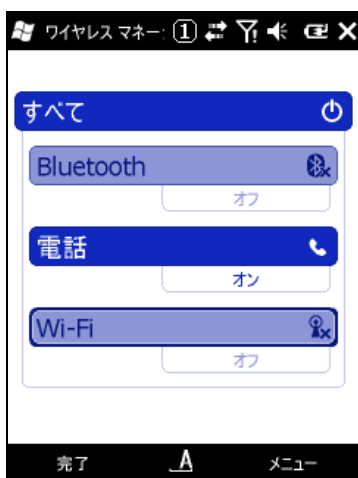 ワイヤレス マネー: 1
すべて
Bluetooth
オフ
電話
オン
Wi-Fi
オフ
完了 A メニュー